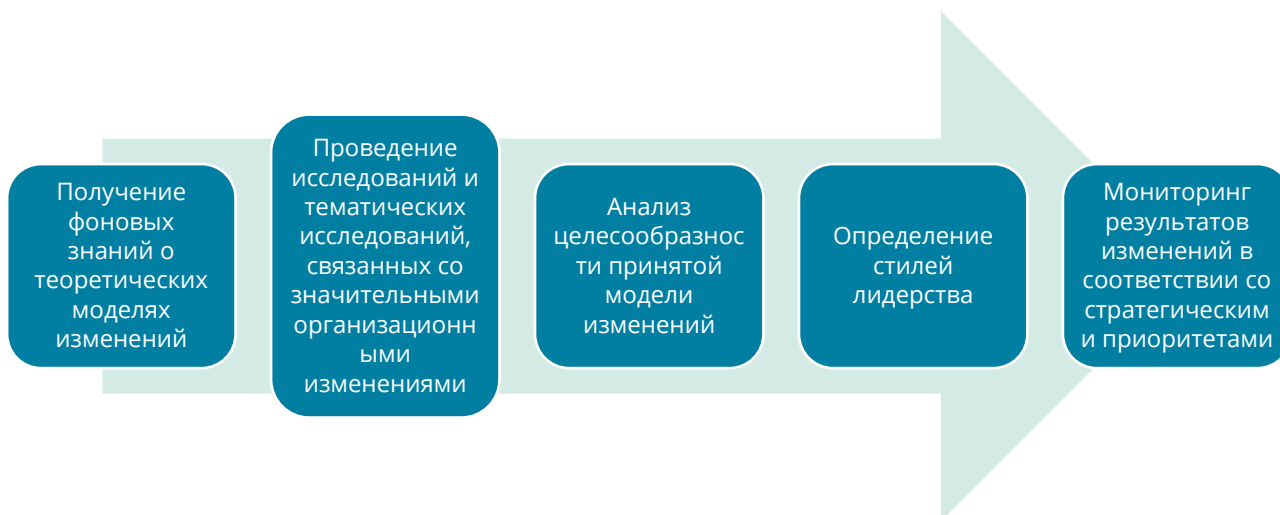 Получение
фоновых
знаний о
теоретических
моделях
изменений
Проведение
исследований и
тематических
исследований,
связанных со
значительными
организационн
ыми
изменениями
Анализ
целесообразнос
ти принятой
модели
изменений
Определение
стилей
лидерства
Мониторинг
результатов
изменений в
соответствии со
стратегическим
и приоритетами